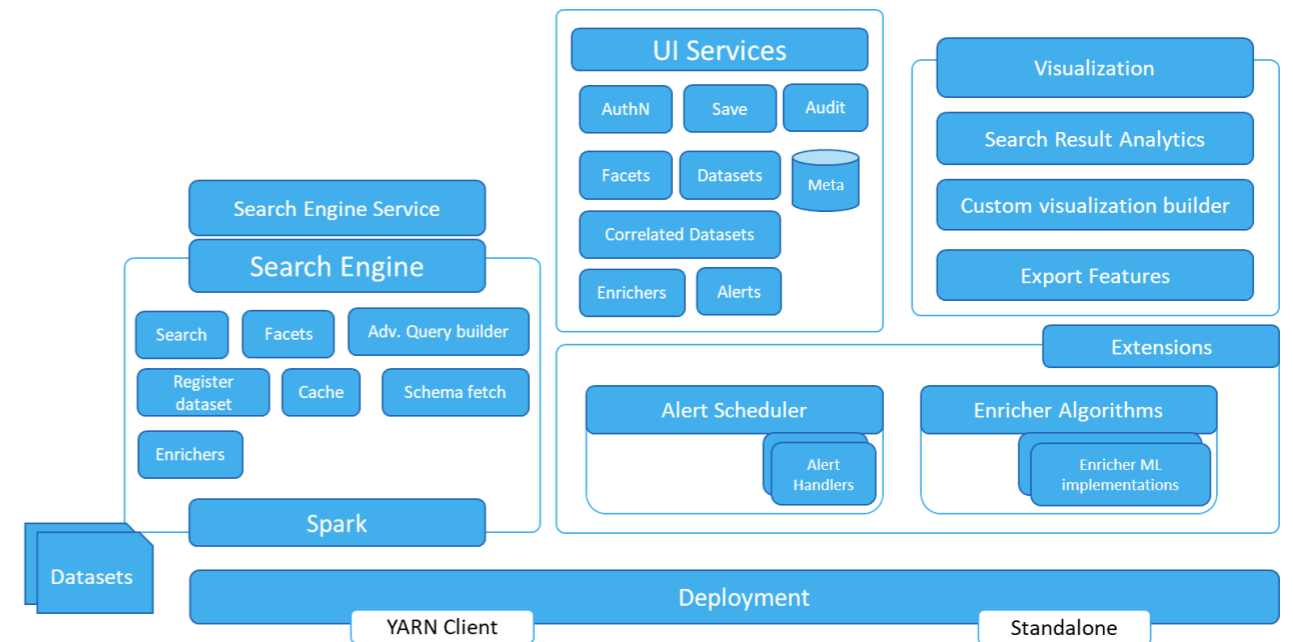 UI Services
AuthN
Save
Audit
Facets
Datasets
Meta
Correlated Datasets
Enrichers
Alerts
Visualization
Search Result Analytics
Custom visualization builder
Export Features
Search Engine Service
Search Engine
Search
Facets
Adv. Query builder
Register
dataset
Cache
Schema fetch
Enrichers
Spark
Datasets
Extensions
Alert Scheduler
Alert
Handlers
Enricher Algorithms
Enricher ML
implementations
Deployment
YARN Client
Standalone